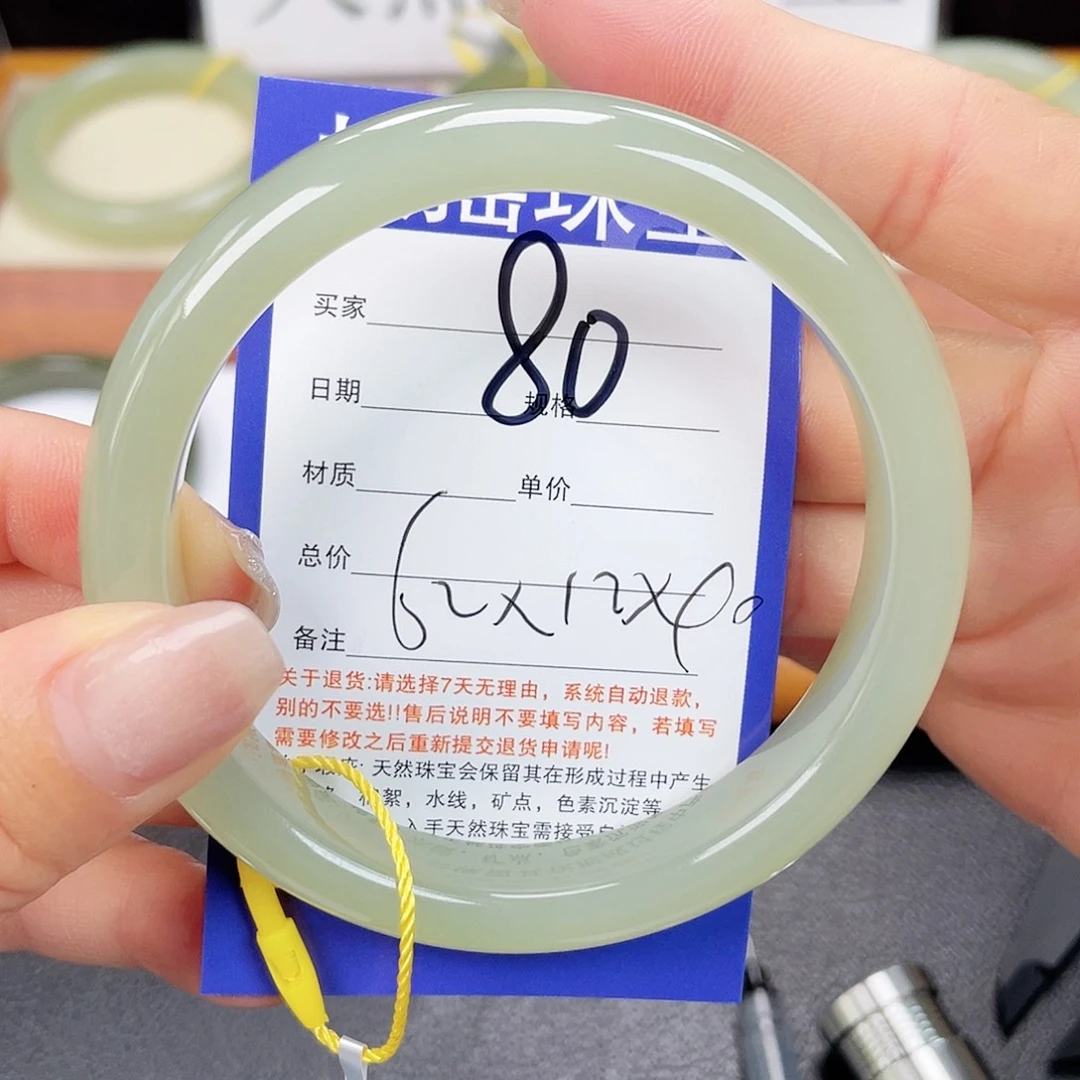 珠宝
80
买家
日期 规格
材质 单价
总价
62x12x90
备注
关于退货:请选择7天无理由，系统自动退款，
别的不要选!!售后说明不要填写内容，若填写
需要修改之后重新提交退货申请呢!
天然珠宝会保留其在形成过程中产生
棉絮，水线，矿点，色素沉淀等
入手天然珠宝需接受